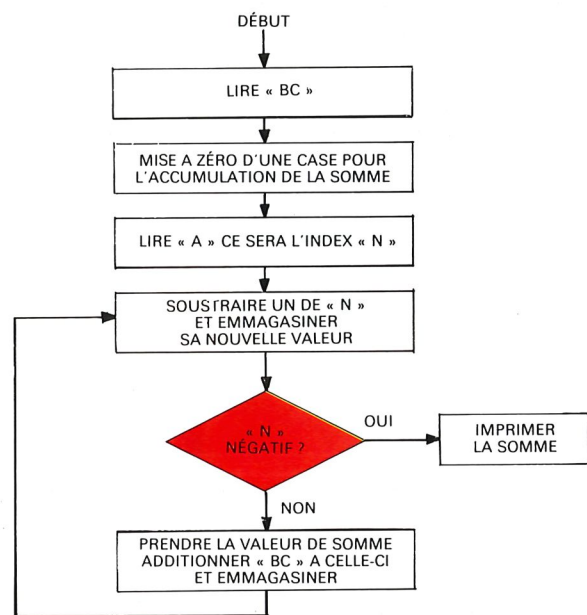 DÉBUT
LIRE « BC »
MISE A ZÉRO D'UNE CASE POUR
L'ACCUMULATION DE LA SOMME
LIRE « A » CE SERA L'INDEX « N »
SOUSTRAIRE UN DE « N »
ET EMMAGASINER
SA NOUVELLE VALEUR
« N »
NÉGATIF ?
OUI
IMPRIMER
LA SOMME
NON
PRENDRE LA VALEUR DE SOMME
ADDITIONNER « BC » A CELLE-CI
ET EMMAGASINER